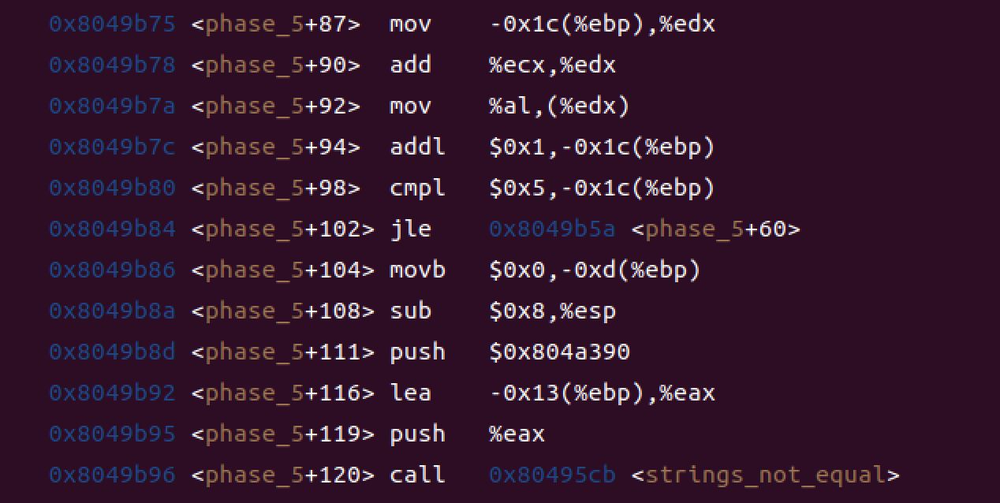 0x8049b75 <phase_5+87> mov -0x1c(%ebp),%edx
0x8049b78 <phase_5+90> add %ecx,%edx
0x8049b7a <phase_5+92> mov %al,(%edx)
0x8049b7c <phase_5+94> addl $0x1,-0x1c(%ebp)
0x8049b80 <phase_5+98> cmpl $0x5,-0x1c(%ebp)
0x8049b84 <phase_5+102> jle 0x8049b5a <phase_5+60>
0x8049b86 <phase_5+104> movb $0x0,-0xd(%ebp)
0x8049b8a <phase_5+108> sub $0x8,%esp
0x8049b8d <phase_5+111> push $0x804a390
0x8049b92 <phase_5+116> lea -0x13(%ebp),%eax
0x8049b95 <phase_5+119> push %eax
0x8049b96 <phase_5+120> call 0x80495cb <strings_not_equal>